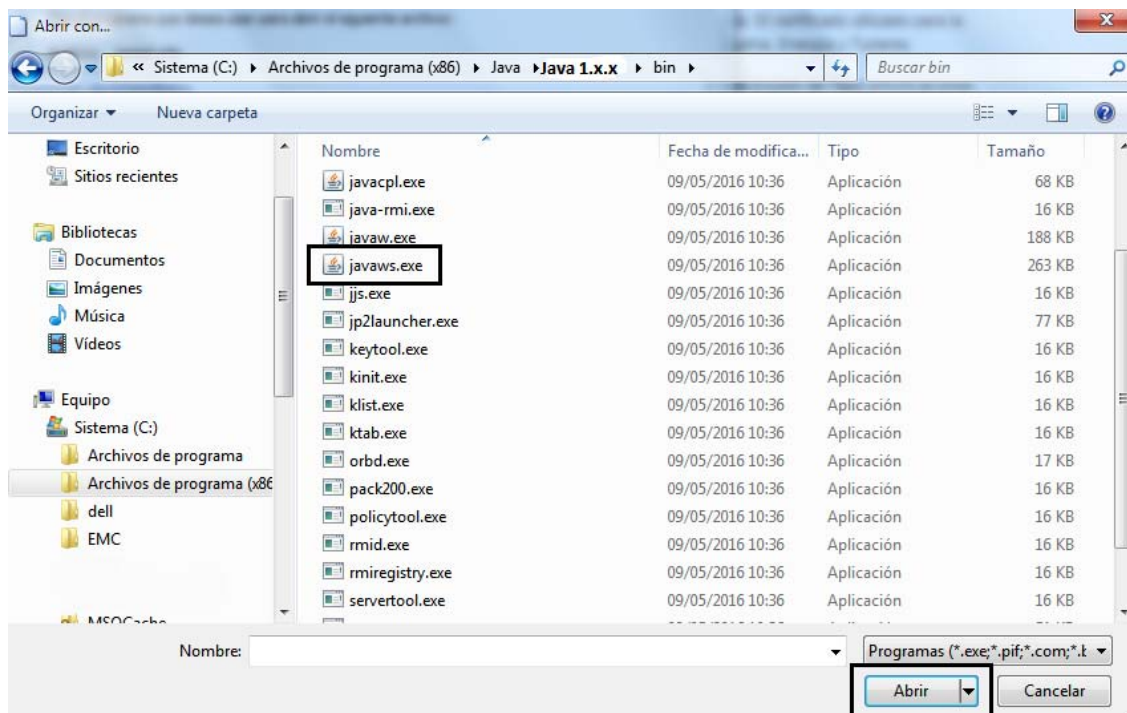 Abrir con...
« Sistema (C:) Archivos de programa (x86) Java Java 1.x.x bin Buscar bin
Organizar Nueva carpeta
Escritorio
Sitios recientes
Bibliotecas
Documentos
Imágenes
Música
Vídeos
Equipo
Sistema (C:)
Archivos de programa
Archivos de programa (x86
dell
EMC
MSOCache
Nombre Fecha de modifica... Tipo Tamaño
javacpl.exe 09/05/2016 10:36 Aplicación 68 KB
java-rmi.exe 09/05/2016 10:36 Aplicación 16 KB
javaw.exe 09/05/2016 10:36 Aplicación 188 KB
javaws.exe 09/05/2016 10:36 Aplicación 263 KB
jjs.exe 09/05/2016 10:36 Aplicación 16 KB
jp2launcher.exe 09/05/2016 10:36 Aplicación 77 KB
keytool.exe 09/05/2016 10:36 Aplicación 16 KB
kinit.exe 09/05/2016 10:36 Aplicación 16 KB
klist.exe 09/05/2016 10:36 Aplicación 16 KB
ktab.exe 09/05/2016 10:36 Aplicación 16 KB
orbd.exe 09/05/2016 10:36 Aplicación 17 KB
pack200.exe 09/05/2016 10:36 Aplicación 16 KB
policytool.exe 09/05/2016 10:36 Aplicación 16 KB
rmid.exe 09/05/2016 10:36 Aplicación 16 KB
rmiregistry.exe 09/05/2016 10:36 Aplicación 16 KB
servertool.exe 09/05/2016 10:36 Aplicación 16 KB
Nombre: Programas (*.exe;*.pif;*.com;*.b
Abrir Cancelar